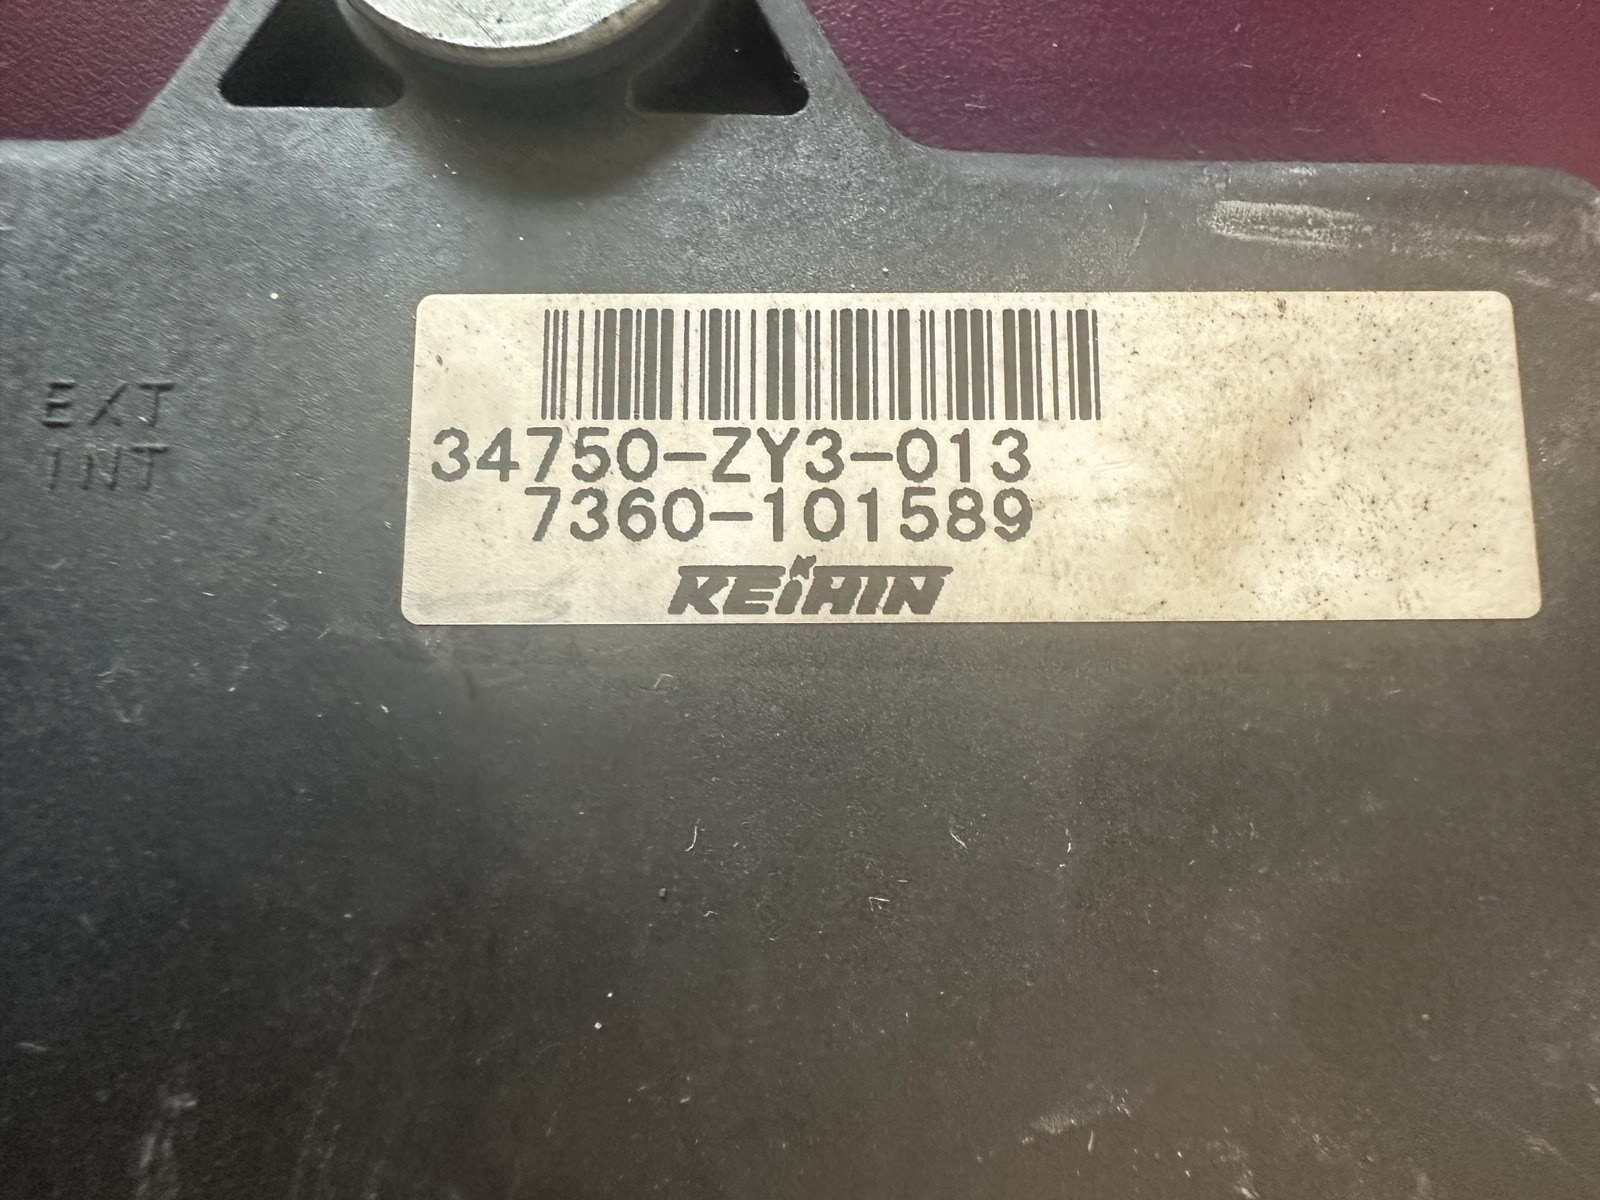 34750-ZY3-013
7360-101589
KEIHIN
EXT
INT